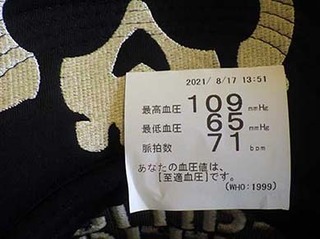 2021/ 8/17 13:51
最高血圧 109 mmHg
最低血圧 65 mmHg
脈拍数 71 bpm
あなたの血圧値は、
[至適血圧]です。
(WHO:1999)